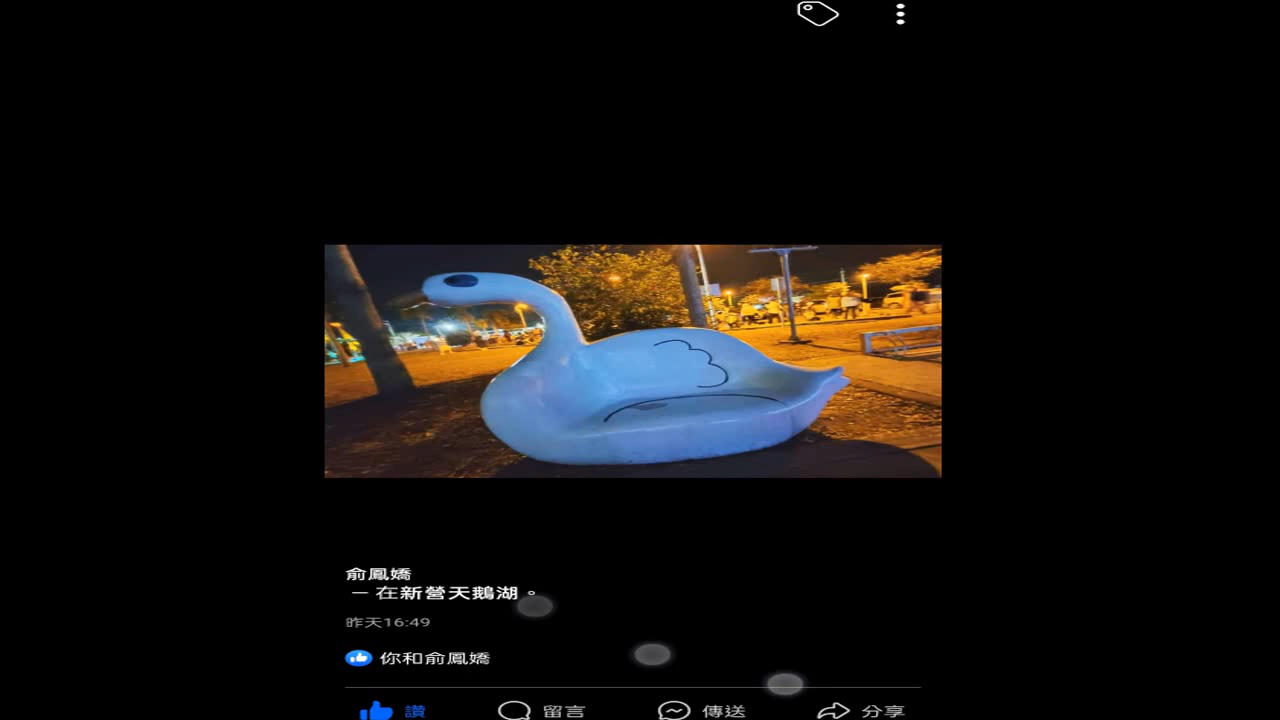 俞鳳嬌
— 在新營天鵝湖。
昨天16:49
你和俞鳳嬌
讚 留言 傳送 分享